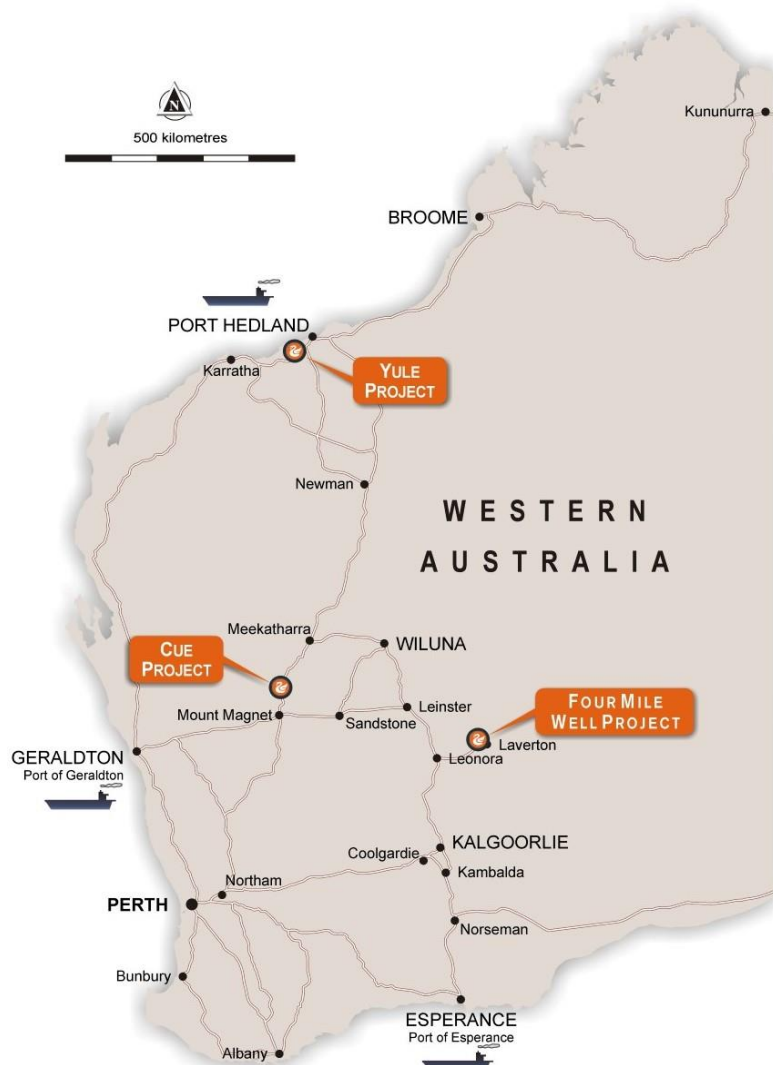 N
500 kilometres
Kununurra
BROOME
PORT HEDLAND
Karratha
YULE
PROJECT
Newman
WESTERN
AUSTRALIA
Meekatharra
WILUNA
CUE
PROJECT
Mount Magnet
Sandstone
Leinster
FOUR MILE
WELL PROJECT
Laverton
Leonora
GERALDTON
Port of Geraldton
KALGOORLIE
Coolgardie
Kambalda
Northam
PERTH
Norseman
Bunbury
ESPERANCE
Port of Esperance
Albany